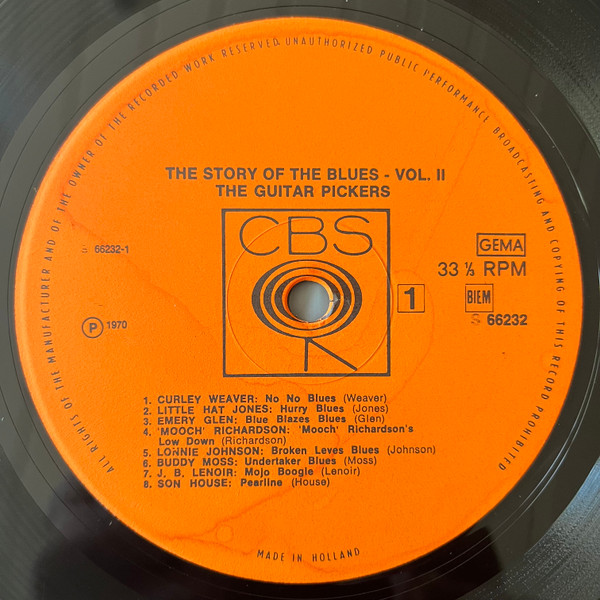 ALL RIGHTS OF THE MANUFACTURER AND OF THE OWNER OF THE RECORDED WORK RESERVED. UNAUTHORIZED PUBLIC PERFORMANCE BROADCASTING AND COPYING OF THIS RECORD PROHIBITED
THE STORY OF THE BLUES - VOL. II
THE GUITAR PICKERS
CBS
GEMA
S 66232-1
33 ⅓ RPM
1
BIEM
S 66232
Ⓟ 1970
1. CURLEY WEAVER: No No Blues (Weaver)
2. LITTLE HAT JONES: Hurry Blues (Jones)
3. EMERY GLEN: Blue Blazes Blues (Glen)
4. 'MOOCH' RICHARDSON: 'Mooch' Richardson's
Low Down (Richardson)
5. LONNIE JOHNSON: Broken Leves Blues (Johnson)
6. BUDDY MOSS: Undertaker Blues (Moss)
7. J. B. LENOIR: Mojo Boogie (Lenoir)
8. SON HOUSE: Pearline (House)
MADE IN HOLLAND